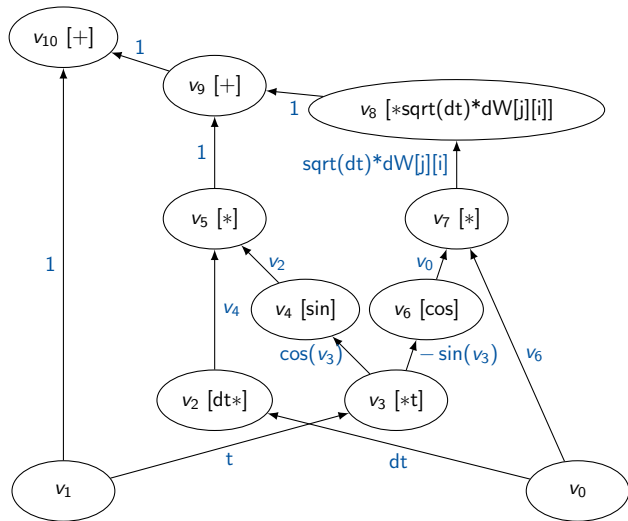 v10 [+]
1
v9 [+]
1
v8 [*sqrt(dt)*dW[j][i]]
1
sqrt(dt)*dW[j][i]
v5 [*]
v7 [*]
1
v2
v0
v4
v4 [sin]
v6 [cos]
cos(v3)
−sin(v3)
v6
v2 [dt*]
v3 [*t]
t
dt
v1
v0